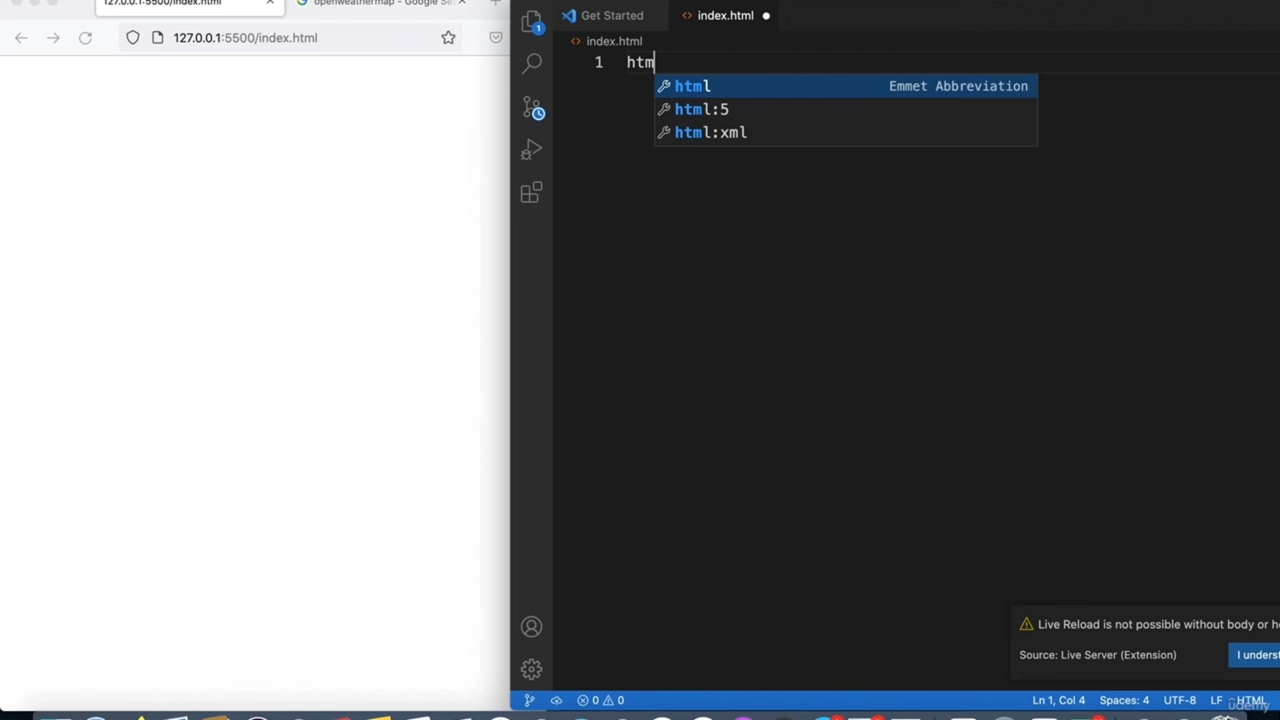 127.0.0.1:5500/index.html
openweathermap - Google Se
127.0.0.1:5500/index.html
Get Started
index.html
index.html
1 htm
html Emmet Abbreviation
html:5
html:xml
1
Live Reload is not possible without body or he
Source: Live Server (Extension) I underst
0 0 Ln 1, Col 4 Spaces: 4 UTF-8 LF HTML
udemy